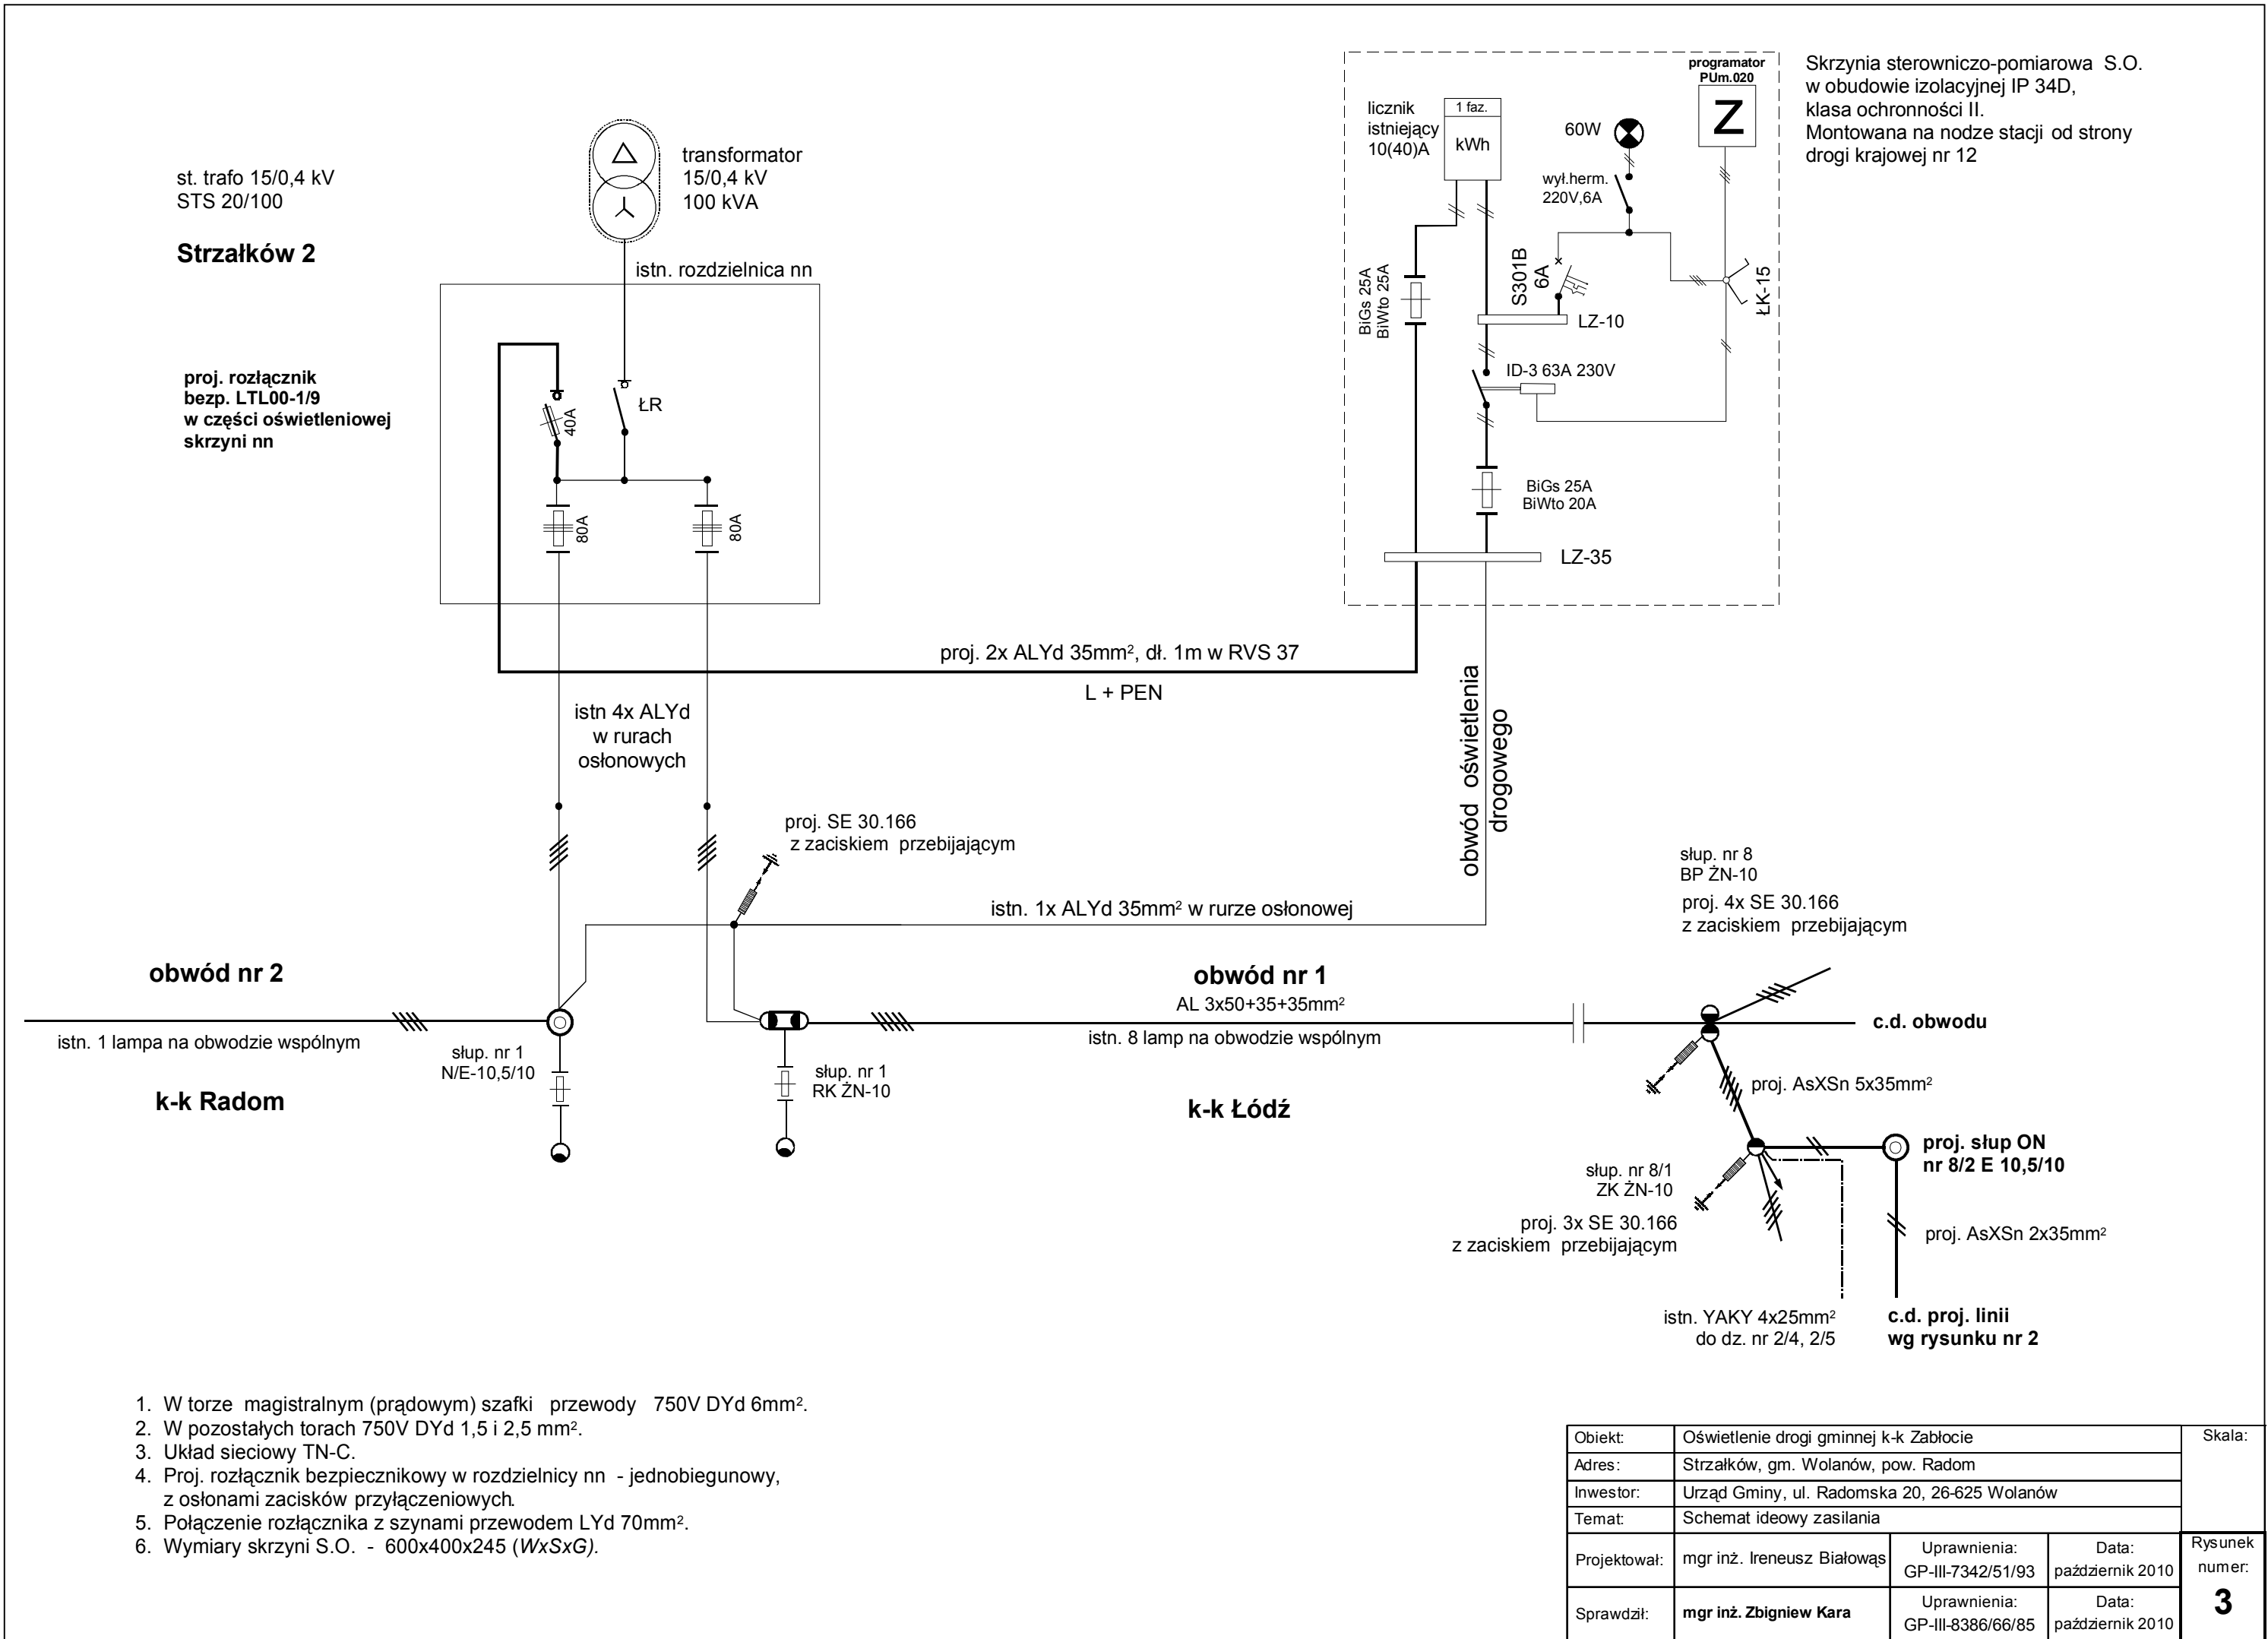 st. trafo 15/0,4 kV
STS 20/100
Strzałków 2
transformator
15/0,4 kV
100 kVA
istn. rozdzielnica nn
proj. rozłącznik
bezp. LTL00-1/9
w części oświetleniowej
skrzyni nn
40A
ŁR
80A
80A
programator
PUm.020
Z
licznik
istniejący
10(40)A
1 faz.
kWh
60W
wył.herm.
220V,6A
S301B
6A
BiGs 25A
BiWto 25A
LZ-10
ŁK-15
ID-3 63A 230V
BiGs 25A
BiWto 20A
LZ-35
Skrzynia sterowniczo-pomiarowa S.O.
w obudowie izolacyjnej IP 34D,
klasa ochronności II.
Montowana na nodze stacji od strony
drogi krajowej nr 12
proj. 2x ALYd 35mm², dł. 1m w RVS 37
L + PEN
istn 4x ALYd
w rurach
osłonowych
obwód oświetlenia
drogowego
proj. SE 30.166
z zaciskiem przebijającym
istn. 1x ALYd 35mm² w rurze osłonowej
słup. nr 8
BP ŻN-10
proj. 4x SE 30.166
z zaciskiem przebijającym
obwód nr 2
istn. 1 lampa na obwodzie wspólnym
k-k Radom
słup. nr 1
N/E-10,5/10
słup. nr 1
RK ŻN-10
obwód nr 1
AL 3x50+35+35mm²
istn. 8 lamp na obwodzie wspólnym
k-k Łódź
c.d. obwodu
proj. AsXSn 5x35mm²
proj. słup ON
nr 8/2 E 10,5/10
słup. nr 8/1
ZK ŻN-10
proj. 3x SE 30.166
z zaciskiem przebijającym
proj. AsXSn 2x35mm²
istn. YAKY 4x25mm²
do dz. nr 2/4, 2/5
c.d. proj. linii
wg rysunku nr 2
1. W torze magistralnym (prądowym) szafki przewody 750V DYd 6mm².
2. W pozostałych torach 750V DYd 1,5 i 2,5 mm².
3. Układ sieciowy TN-C.
4. Proj. rozłącznik bezpiecznikowy w rozdzielnicy nn - jednobiegunowy,
z osłonami zacisków przyłączeniowych.
5. Połączenie rozłącznika z szynami przewodem LYd 70mm².
6. Wymiary skrzyni S.O. - 600x400x245 (WxSxG).
Obiekt: Oświetlenie drogi gminnej k-k Zabłocie
Skala:
Adres: Strzałków, gm. Wolanów, pow. Radom
Inwestor: Urząd Gminy, ul. Radomska 20, 26-625 Wolanów
Temat: Schemat ideowy zasilania
Projektował: mgr inż. Ireneusz Białowąs
Uprawnienia:
GP-III-7342/51/93
Data:
październik 2010
Rysunek
numer:
3
Sprawdził: mgr inż. Zbigniew Kara
Uprawnienia:
GP-III-8386/66/85
Data:
październik 2010